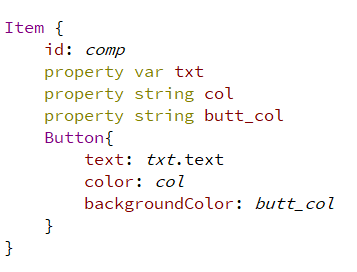 Item {
    id: comp
    property var txt
    property string col
    property string butt_col
    Button{
        text: txt.text
        color: col
        backgroundColor: butt_col
    }
}